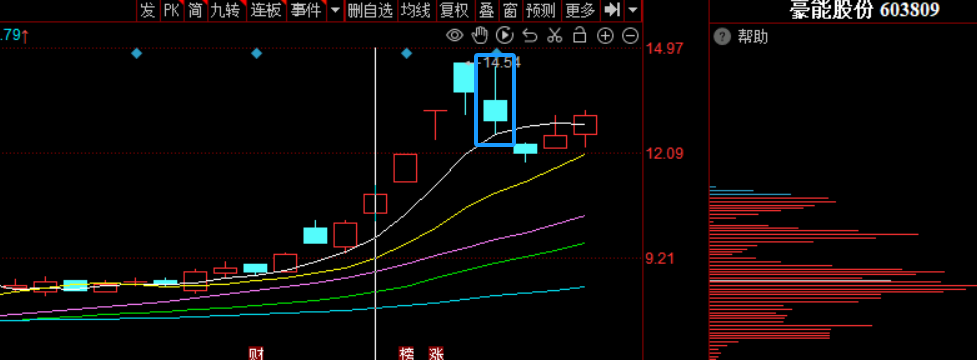 发 PK 简 九转 连板 事件 删自选 均线 复权 叠 窗 预测 更多
豪能股份 603809
.79↑
? 帮助
14.97
14.54
12.09
9.21
财 榜 涨